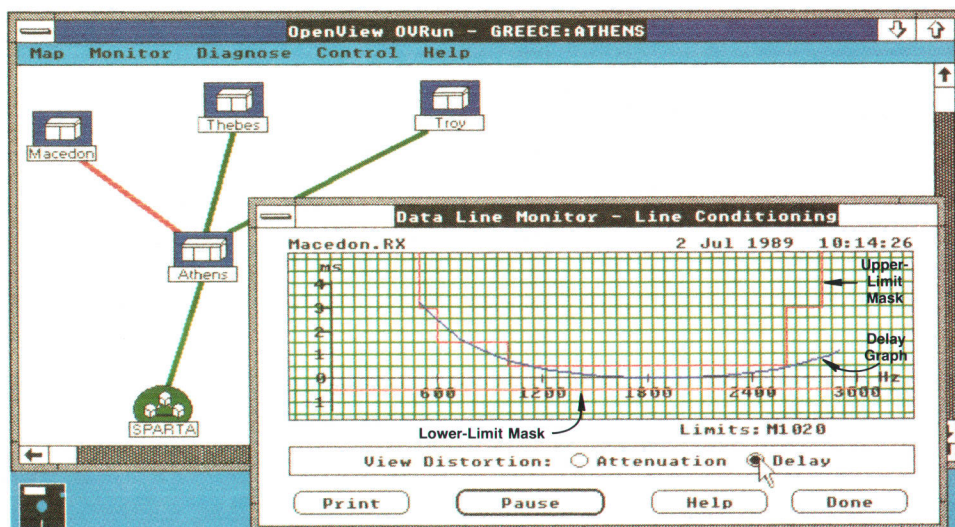 OpenView OVRun - GREECE:ATHENS
Map Monitor Diagnose Control Help
Macedon
Thebes
Troy
Athens
SPARTA
Data Line Monitor - Line Conditioning
Macedon.RX 2 Jul 1989 10:14:26
ms
4
3
2
1
0
1
600 1200 1800 2400 3000 Hz
Upper-
Limit
Mask
Delay
Graph
Lower-Limit Mask
Limits: M1020
View Distortion: Attenuation Delay
Print Pause Help Done